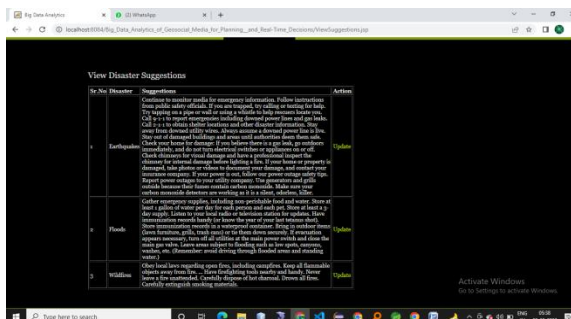 Big Data Analytics
(2) WhatsApp
localhost:8084/Big_Data_Analytics_of_Geosocial_Media_for_Planning_and_Real-Time_Decisions/ViewSuggestions.jsp
View Disaster Suggestions
Sr.No Disaster Suggestions Action
Continue to monitor media for emergency information. Follow instructions
from public safety officials. If you are trapped, try calling or texting for help.
Try tapping on a pipe or wall or using a whistle to help rescuers locate you.
Call 9-1-1 to report emergencies including downed power lines and gas leaks.
Call 2-1-1 to obtain shelter locations and other disaster information. Stay
away from downed utility wires. Always assume a downed power line is live.
Stay out of damaged buildings and areas until authorities deem them safe.
1 Earthquakes Check your home for damage: If you believe there is a gas leak, go outdoors Update
immediately, and do not turn electrical switches or appliances on or off.
Check chimneys for visual damage and have a professional inspect the
chimney for internal damage before lighting a fire. If your home or property is
damaged, take photos or videos to document your damage, and contact your
insurance company. If your power is out, follow our power outage safety tips.
Report power outages to your utility company. Use generators and grills
outside because their fumes contain carbon monoxide. Make sure your
carbon monoxide detectors are working as it is a silent, odorless, killer.
Gather emergency supplies, including non-perishable food and water. Store at
least 1 gallon of water per day for each person and each pet. Store at least a 3-
day supply. Listen to your local radio or television station for updates. Have
immunization records handy (or know the year of your last tetanus shot).
2 Floods Store immunization records in a waterproof container. Bring in outdoor items Update
(lawn furniture, grills, trash cans) or tie them down securely. If evacuation
appears necessary, turn off all utilities at the main power switch and close the
main gas valve. Leave areas subject to flooding such as low spots, canyons,
washes, etc. (Remember: avoid driving through flooded areas and standing
water.)
Obey local laws regarding open fires, including campfires. Keep all flammable
3 Wildfires objects away from fire. ... Have firefighting tools nearby and handy. Never Update
leave a fire unattended. Carefully dispose of hot charcoal. Drown all fires.
Carefully extinguish smoking materials.
Activate Windows
Go to Settings to activate Windows.
Type here to search
ENG 05:58